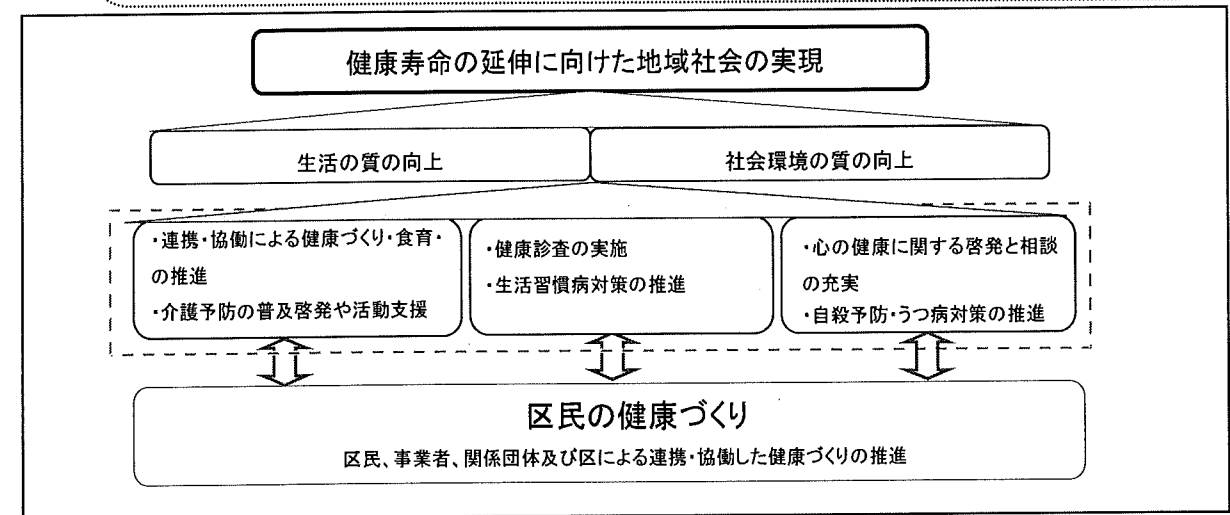 健康寿命の延伸に向けた地域社会の実現
生活の質の向上
社会環境の質の向上
・連携・協働による健康づくり・食育・
の推進
・介護予防の普及啓発や活動支援
・健康診査の実施
・生活習慣病対策の推進
・心の健康に関する啓発と相談
の充実
・自殺予防・うつ病対策の推進
区民の健康づくり
区民、事業者、関係団体及び区による連携・協働した健康づくりの推進